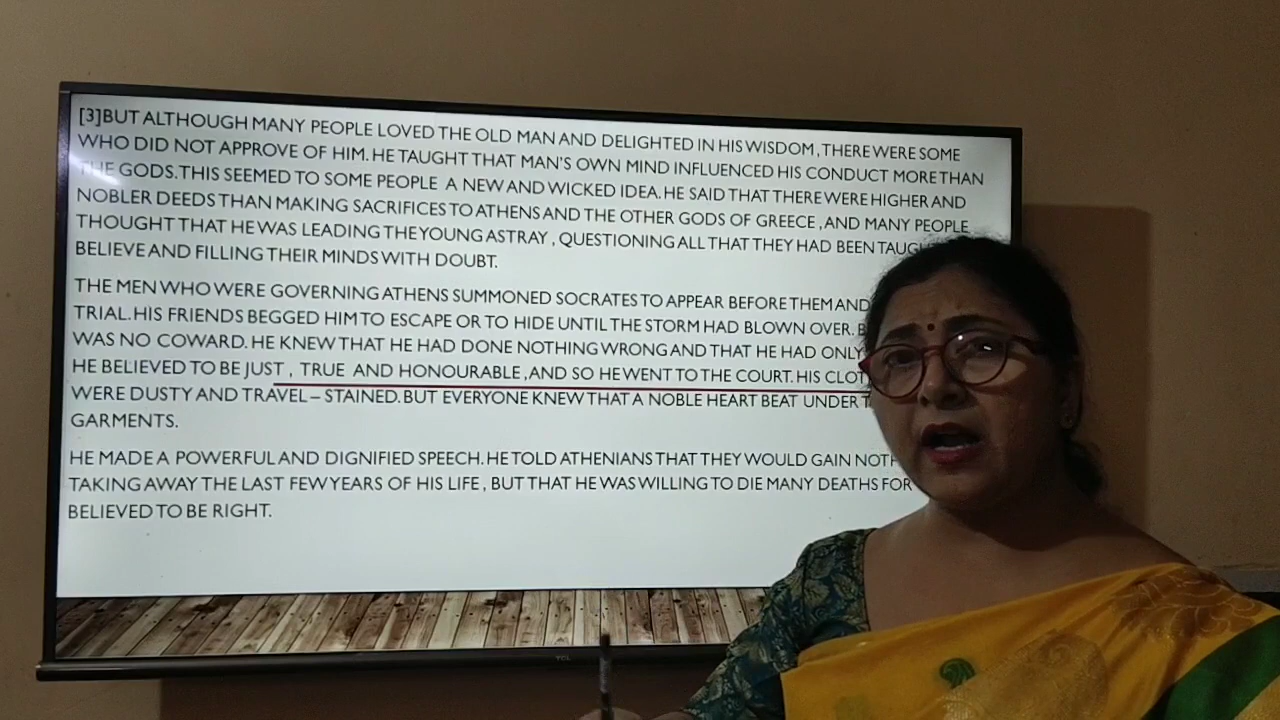 [3]BUT ALTHOUGH MANY PEOPLE LOVED THE OLD MAN AND DELIGHTED IN HIS WISDOM, THERE WERE SOME
WHO DID NOT APPROVE OF HIM. HE TAUGHT THAT MAN'S OWN MIND INFLUENCED HIS CONDUCT MORE THAN
THE GODS. THIS SEEMED TO SOME PEOPLE A NEW AND WICKED IDEA. HE SAID THAT THERE WERE HIGHER AND
NOBLER DEEDS THAN MAKING SACRIFICES TO ATHENS AND THE OTHER GODS OF GREECE, AND MANY PEOPLE
THOUGHT THAT HE WAS LEADING THE YOUNG ASTRAY, QUESTIONING ALL THAT THEY HAD BEEN
BELIEVE AND FILLING THEIR MINDS WITH DOUBT.
THE MEN WHO WERE GOVERNING ATHENS SUMMONED SOCRATES TO APPEAR BEFORE THEM AND
TRIAL. HIS FRIENDS BEGGED HIM TO ESCAPE OR TO HIDE UNTIL THE STORM HAD BLOWN OVER.
WAS NO COWARD. HE KNEW THAT HE HAD DONE NOTHING WRONG AND THAT HE HAD ONLY
HE BELIEVED TO BE JUST, TRUE AND HONOURABLE, AND SO HE WENT TO THE COURT. HIS
WERE DUSTY AND TRAVEL – STAINED. BUT EVERYONE KNEW THAT A NOBLE HEART BEAT UNDER
GARMENTS.
HE MADE A POWERFUL AND DIGNIFIED SPEECH. HE TOLD ATHENIANS THAT THEY WOULD GAIN
TAKING AWAY THE LAST FEW YEARS OF HIS LIFE, BUT THAT HE WAS WILLING TO DIE MANY DEATHS FOR
BELIEVED TO BE RIGHT.
TCL